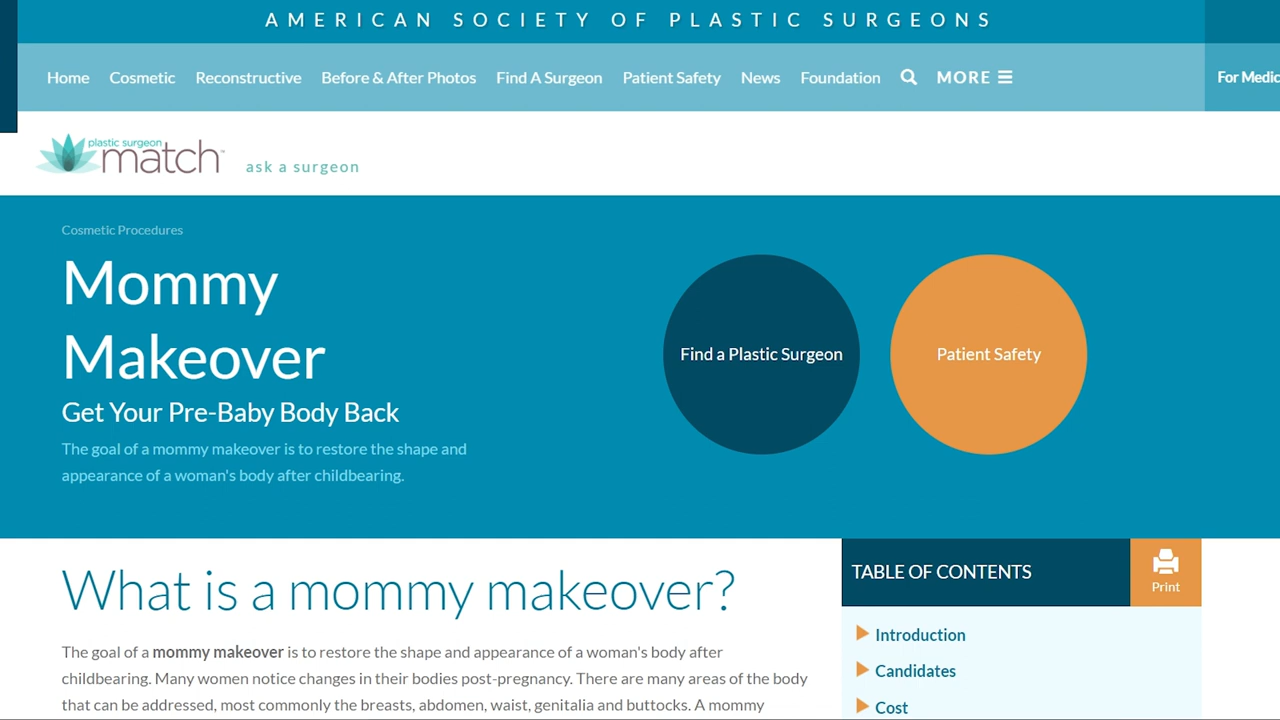 AMERICAN SOCIETY OF PLASTIC SURGEONS
Home Cosmetic Reconstructive Before & After Photos Find A Surgeon Patient Safety News Foundation MORE For Medic
plastic surgeon
match™ ask a surgeon
Cosmetic Procedures
Mommy
Makeover
Get Your Pre-Baby Body Back
The goal of a mommy makeover is to restore the shape and
appearance of a woman's body after childbearing.
Find a Plastic Surgeon
Patient Safety
What is a mommy makeover?
The goal of a mommy makeover is to restore the shape and appearance of a woman's body after
childbearing. Many women notice changes in their bodies post-pregnancy. There are many areas of the body
that can be addressed, most commonly the breasts, abdomen, waist, genitalia and buttocks. A mommy
TABLE OF CONTENTS
Print
Introduction
Candidates
Cost